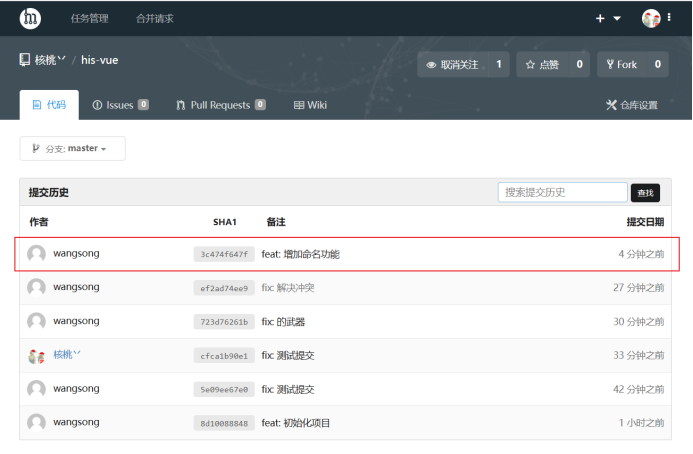 任务管理 合并请求
核桃丷 / his-vue 取消关注 1 点赞 0 Fork 0
代码 Issues 0 Pull Requests 0 Wiki 仓库设置
分支: master
提交历史 搜索提交历史 查找
作者 SHA1 备注 提交日期
wangsong 3c474f647f feat: 增加命名功能 4 分钟之前
wangsong ef2ad74ee9 fix: 解决冲突 27 分钟之前
wangsong 723d76261b fix: 的武器 30 分钟之前
核桃丷 cfca1b90e1 fix: 测试提交 33 分钟之前
wangsong 5e09ee67e0 fix: 测试提交 42 分钟之前
wangsong 8d10088848 feat: 初始化项目 1 小时之前